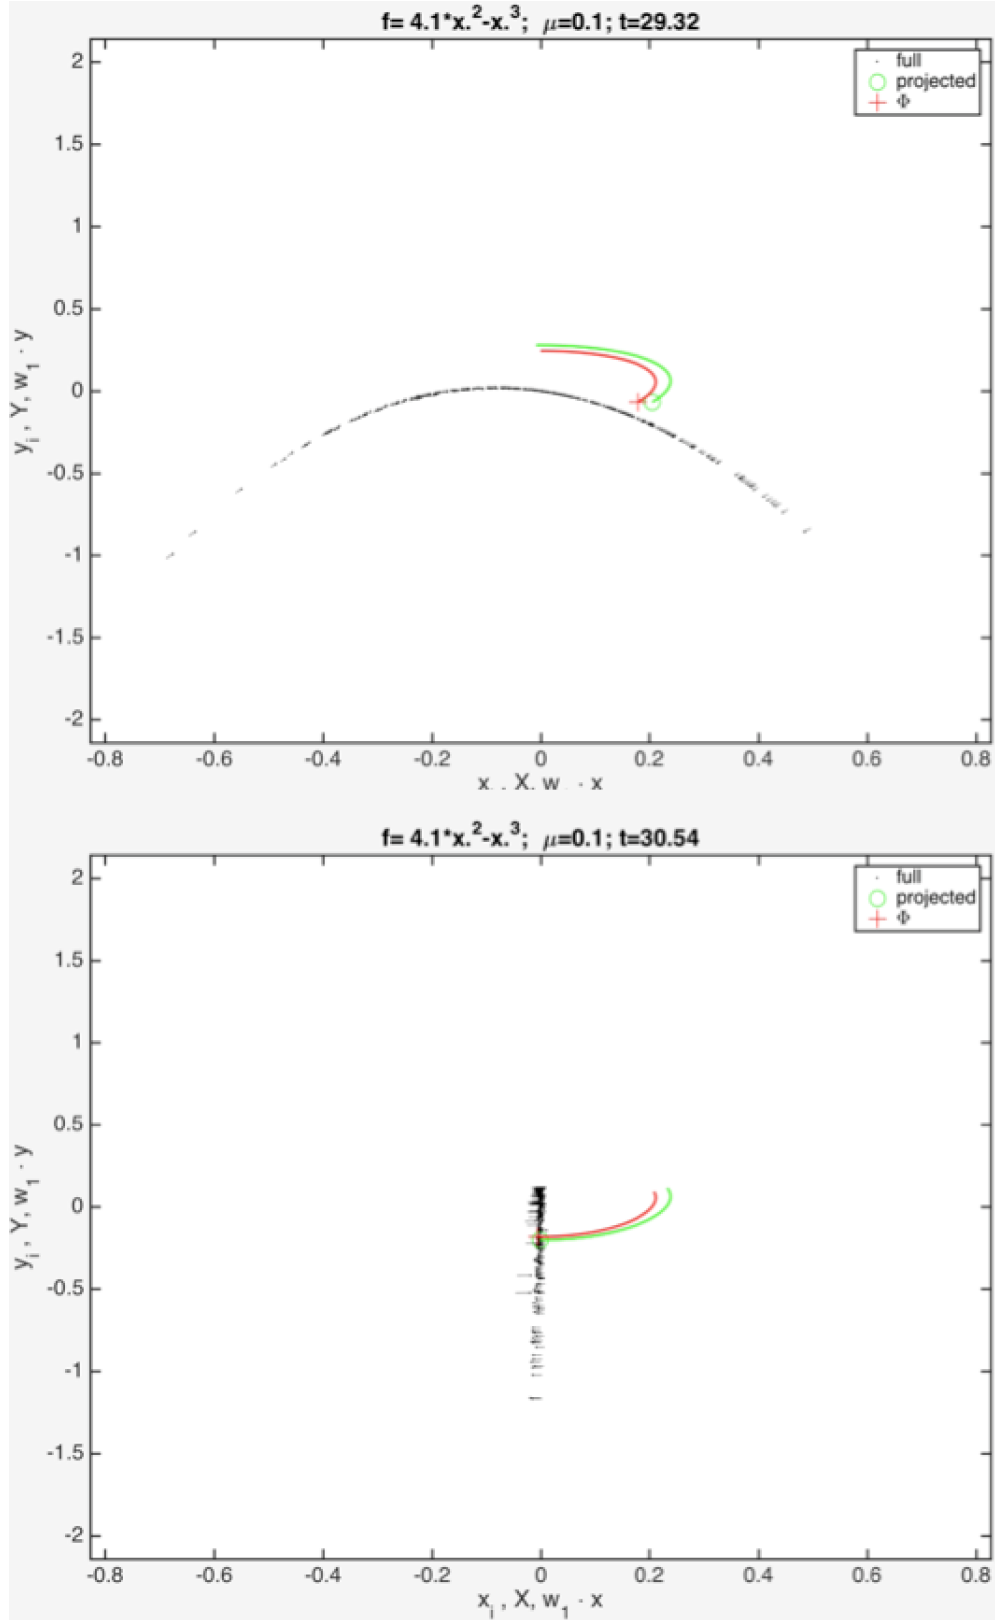 f= 4.1*x.²-x.³;  μ=0.1; t=29.32
full
projected
Φ
2
1.5
1
0.5
0
-0.5
-1
-1.5
-2
y_i , Y, w_1 · y
-0.8 -0.6 -0.4 -0.2 0 0.2 0.4 0.6 0.8
x , X, w · x
f= 4.1*x.²-x.³;  μ=0.1; t=30.54
full
projected
Φ
2
1.5
1
0.5
0
-0.5
-1
-1.5
-2
y_i , Y, w_1 · y
-0.8 -0.6 -0.4 -0.2 0 0.2 0.4 0.6 0.8
x_i , X, w_1 · x